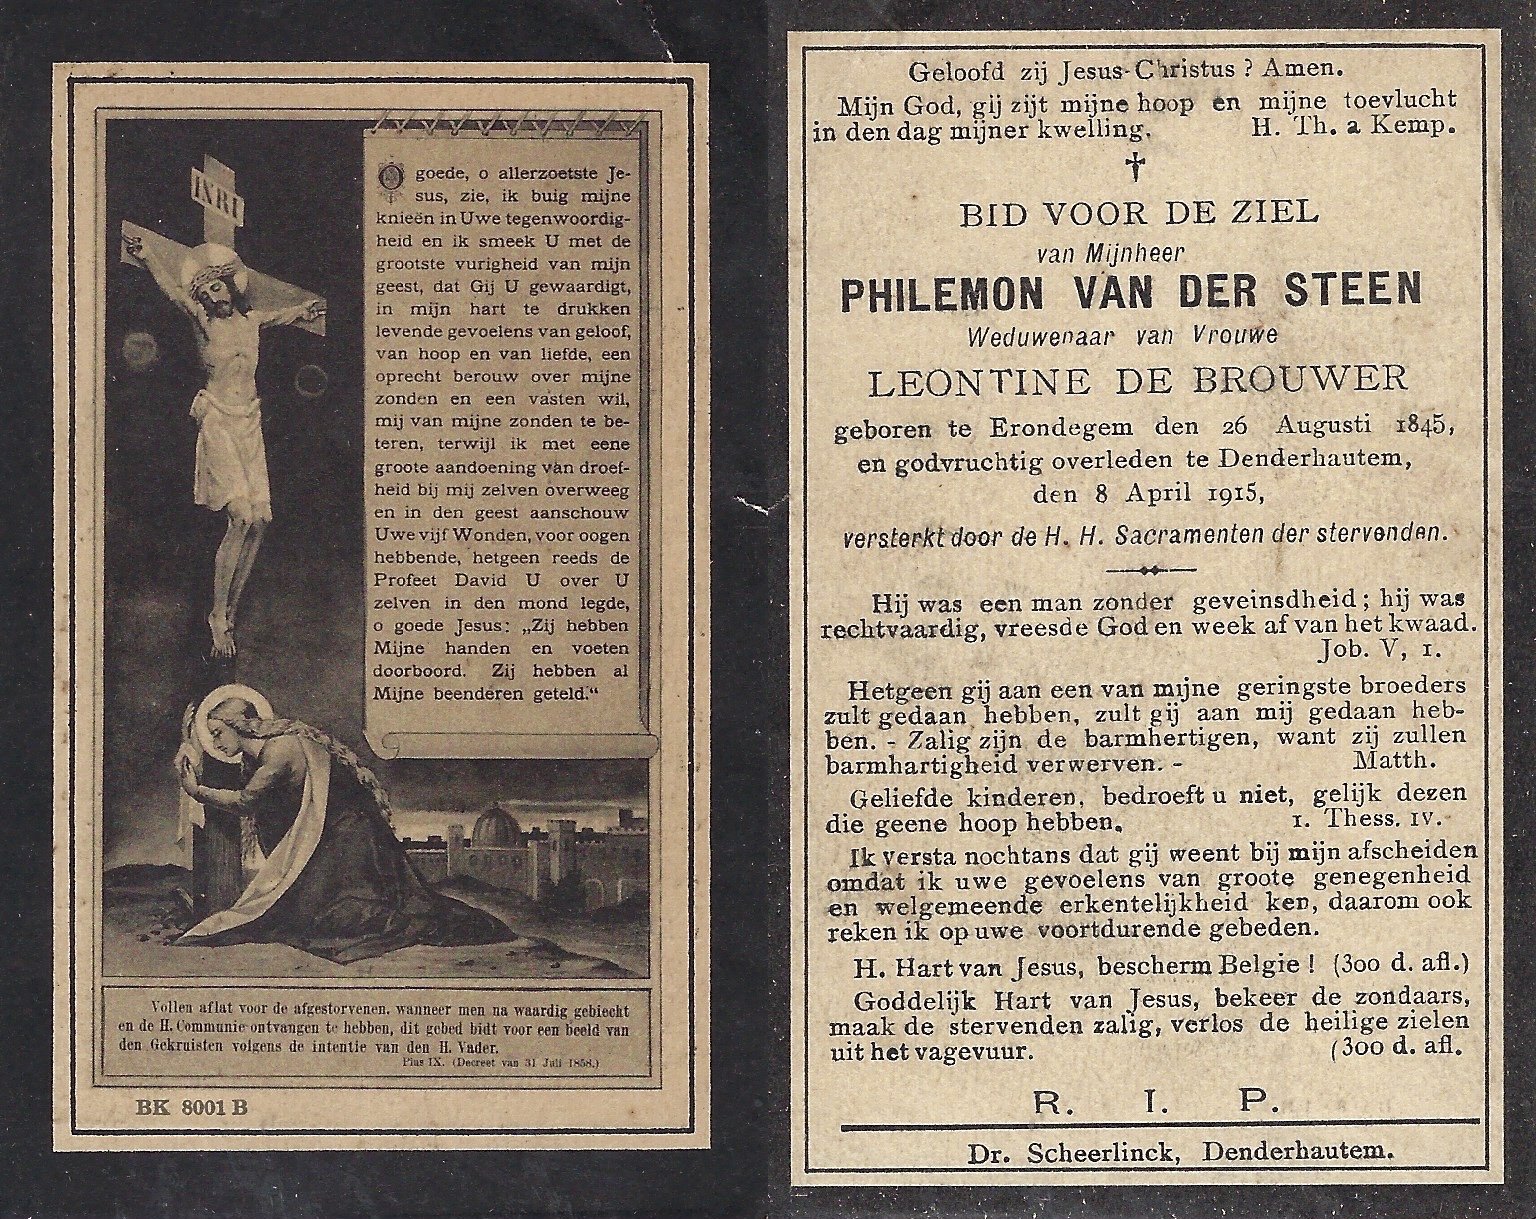 INRI
O goede, o allerzoetste Je-
sus, zie, ik buig mijne
knieën in Uwe tegenwoordig-
heid en ik smeek U met de
grootste vurigheid van mijn
geest, dat Gij U gewaardigt,
in mijn hart te drukken
levende gevoelens van geloof,
van hoop en van liefde, een
oprecht berouw over mijne
zonden en een vasten wil,
mij van mijne zonden te be-
teren, terwijl ik met eene
groote aandoening van droef-
heid bij mij zelven overweeg
en in den geest aanschouw
Uwe vijf Wonden, voor oogen
hebbende, hetgeen reeds de
Profeet David U over U
zelven in den mond legde,
o goede Jesus: „Zij hebben
Mijne handen en voeten
doorboord. Zij hebben al
Mijne beenderen geteld."
Vollen aflat voor de afgestorvenen, wanneer men na waardig gebiecht
en de H. Communie ontvangen te hebben, dit gebed bidt voor een beeld van
den Gekruisten volgens de intentie van den H. Vader.
Pius IX. (Decreet van 31 Juli 1858.)
BK 8001 B
Geloofd zij Jesus-Christus ? Amen.
Mijn God, gij zijt mijne hoop en mijne toevlucht
in den dag mijner kwelling. H. Th. a Kemp.
✝
BID VOOR DE ZIEL
van Mijnheer
PHILEMON VAN DER STEEN
Weduwenaar van Vrouwe
LEONTINE DE BROUWER
geboren te Erondegem den 26 Augusti 1845,
en godvruchtig overleden te Denderhautem,
den 8 April 1915,
versterkt door de H. H. Sacramenten der stervenden.
Hij was een man zonder geveinsdheid ; hij was
rechtvaardig, vreesde God en week af van het kwaad.
Job. V, 1.
Hetgeen gij aan een van mijne geringste broeders
zult gedaan hebben, zult gij aan mij gedaan heb-
ben. - Zalig zijn de barmhertigen, want zij zullen
barmhartigheid verwerven. - Matth.
Geliefde kinderen, bedroeft u niet, gelijk dezen
die geene hoop hebben. 1. Thess. IV.
Ik versta nochtans dat gij weent bij mijn afscheiden
omdat ik uwe gevoelens van groote genegenheid
en welgemeende erkentelijkheid ken, daarom ook
reken ik op uwe voortdurende gebeden.
H. Hart van Jesus, bescherm Belgie ! (300 d. afl.)
Goddelijk Hart van Jesus, bekeer de zondaars,
maak de stervenden zalig, verlos de heilige zielen
uit het vagevuur. (300 d. afl.
R. I. P.
Dr. Scheerlinck, Denderhautem.